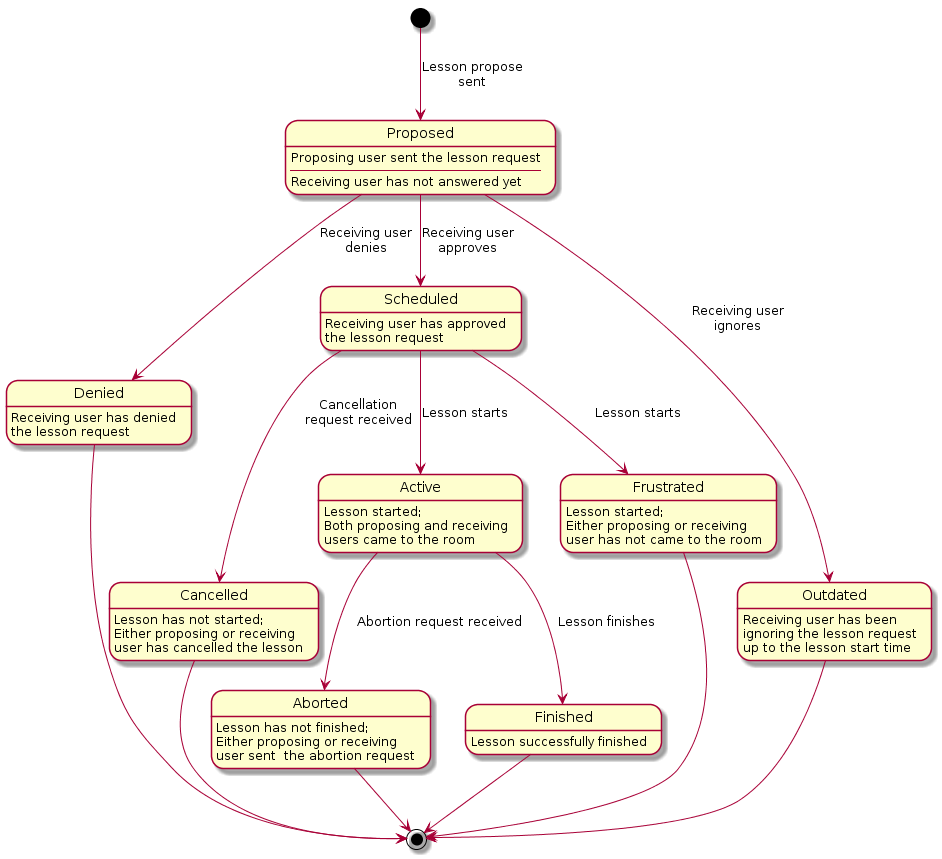 Lesson propose
sent
Proposed
Proposing user sent the lesson request
Receiving user has not answered yet
Receiving user
denies
Receiving user
approves
Receiving user
ignores
Scheduled
Receiving user has approved
the lesson request
Denied
Receiving user has denied
the lesson request
Cancellation
request received
Lesson starts
Lesson starts
Active
Lesson started;
Both proposing and receiving
users came to the room
Frustrated
Lesson started;
Either proposing or receiving
user has not came to the room
Cancelled
Lesson has not started;
Either proposing or receiving
user has cancelled the lesson
Abortion request received
Lesson finishes
Outdated
Receiving user has been
ignoring the lesson request
up to the lesson start time
Aborted
Lesson has not finished;
Either proposing or receiving
user sent  the abortion request
Finished
Lesson successfully finished